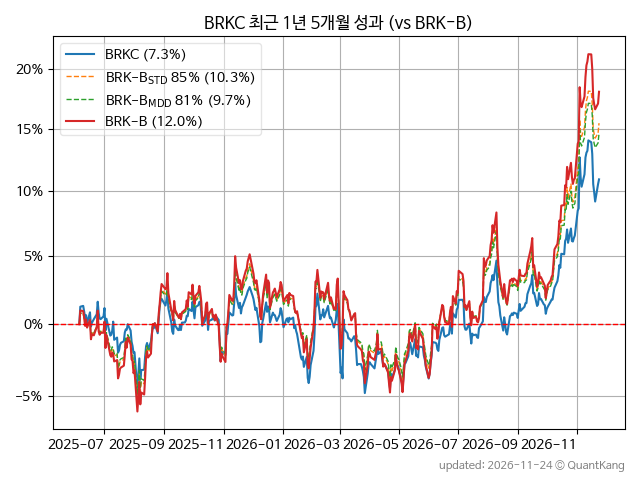 BRKC 최근 1년 5개월 성과 (vs BRK-B)
BRKC (7.3%)
BRK-B_STD 85% (10.3%)
BRK-B_MDD 81% (9.7%)
BRK-B (12.0%)
20%
15%
10%
5%
0%
−5%
2025-07 2025-09 2025-11 2026-01 2026-03 2026-05 2026-07 2026-09 2026-11
updated: 2026-11-24 © QuantKang